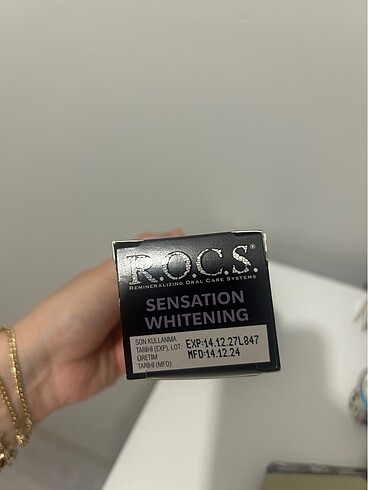 R.O.C.S.®
REMINERALIZING ORAL CARE SYSTEMS
SENSATION
WHITENING
SON KULLANMA
TARİHİ (EXP), LOT: EXP:14.12.27L847
ÜRETİM MFD:14.12.24
TARİHİ (MFD):